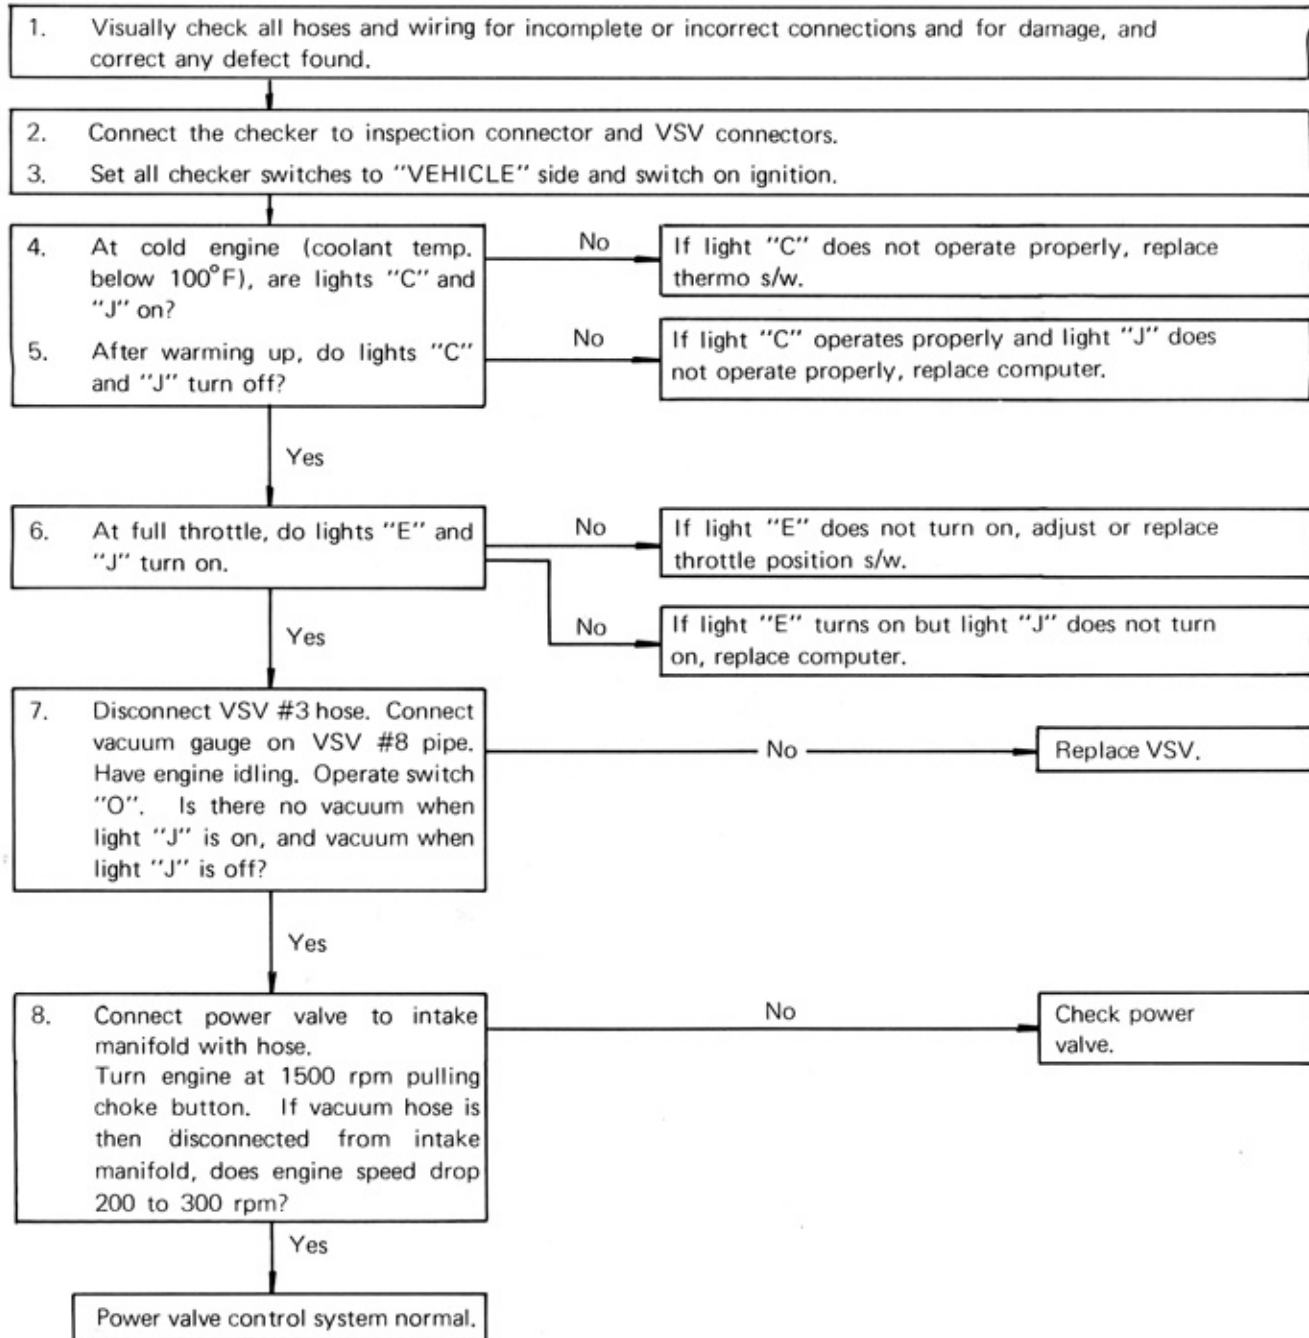 1. Visually check all hoses and wiring for incomplete or incorrect connections and for damage, and
correct any defect found.
2. Connect the checker to inspection connector and VSV connectors.
3. Set all checker switches to "VEHICLE" side and switch on ignition.
4. At cold engine (coolant temp.
below 100°F), are lights "C" and
"J" on?
No
If light "C" does not operate properly, replace
thermo s/w.
5. After warming up, do lights "C"
and "J" turn off?
No
If light "C" operates properly and light "J" does
not operate properly, replace computer.
Yes
6. At full throttle, do lights "E" and
"J" turn on.
No
If light "E" does not turn on, adjust or replace
throttle position s/w.
No
If light "E" turns on but light "J" does not turn
on, replace computer.
Yes
7. Disconnect VSV #3 hose. Connect
vacuum gauge on VSV #8 pipe.
Have engine idling. Operate switch
"O". Is there no vacuum when
light "J" is on, and vacuum when
light "J" is off?
No
Replace VSV.
Yes
8. Connect power valve to intake
manifold with hose.
Turn engine at 1500 rpm pulling
choke button. If vacuum hose is
then disconnected from intake
manifold, does engine speed drop
200 to 300 rpm?
No
Check power
valve.
Yes
Power valve control system normal.